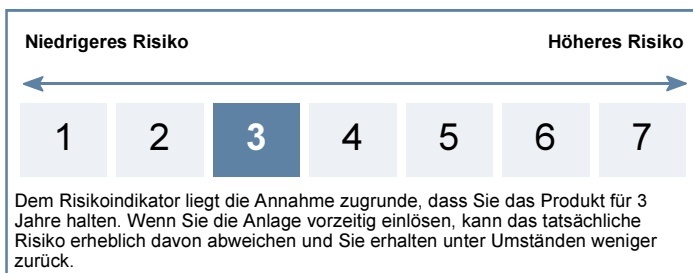 Niedrigeres Risiko Höheres Risiko
1 2 3 4 5 6 7
Dem Risikoindikator liegt die Annahme zugrunde, dass Sie das Produkt für 3
Jahre halten. Wenn Sie die Anlage vorzeitig einlösen, kann das tatsächliche
Risiko erheblich davon abweichen und Sie erhalten unter Umständen weniger
zurück.